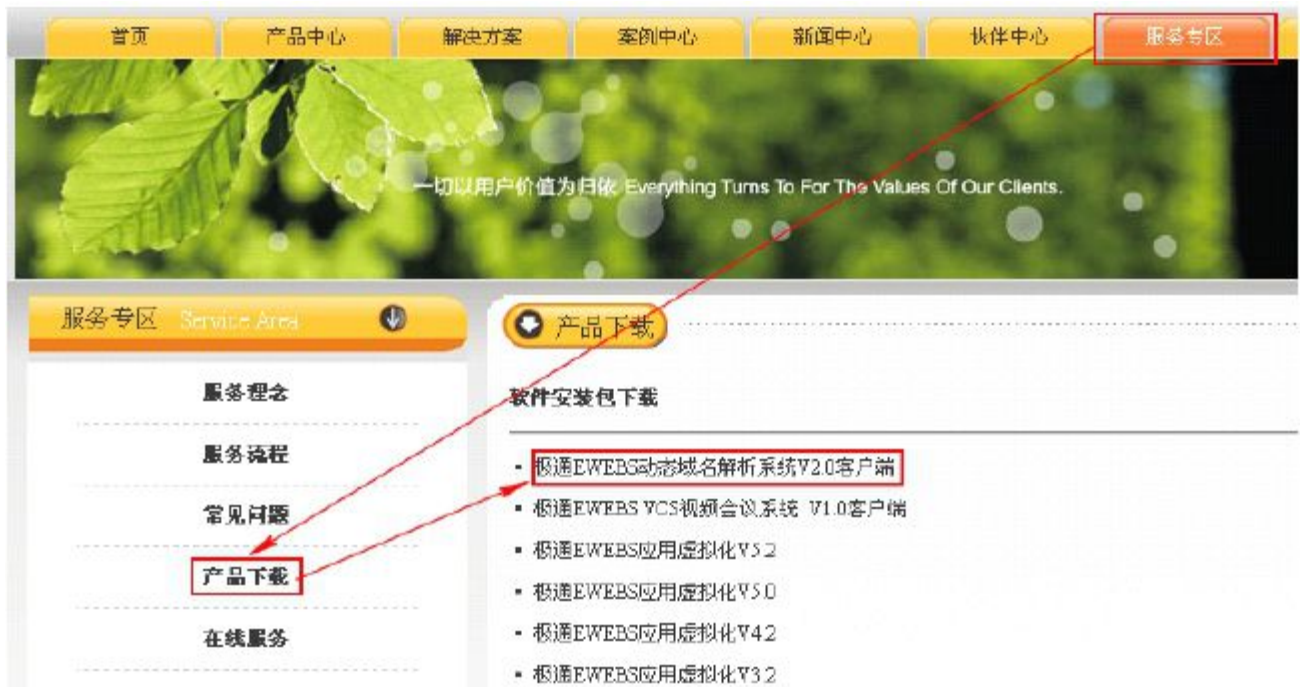 首页 产品中心 解决方案 案例中心 新闻中心 伙伴中心 服务专区
一切以用户价值为归依 Everything Turns To For The Values Of Our Clients.
服务专区 Service Area
服务理念
服务流程
常见问题
产品下载
在线服务
产品下载
软件安装包下载
极通EWEBS动态域名解析系统V2.0客户端
极通EWEBS VCS视频会议系统 V1.0客户端
极通EWEBS应用虚拟化V5.2
极通EWEBS应用虚拟化V5.0
极通EWEBS应用虚拟化V4.2
极通EWEBS应用虚拟化V3.2